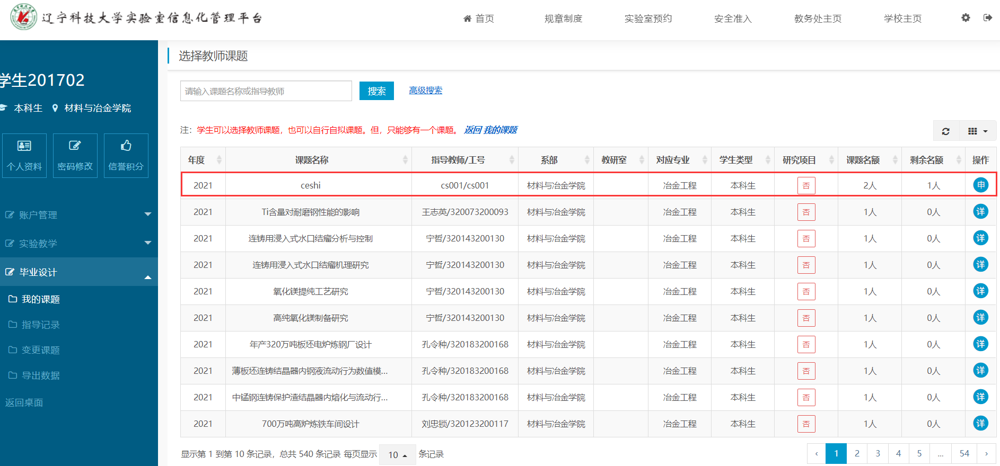 辽宁科技大学实验室信息化管理平台
首页 规章制度 实验室预约 安全准入 教务处主页 学校主页
学生201702
本科生 材料与冶金学院
个人资料 密码修改 信誉积分
账户管理
实验教学
毕业设计
我的课题
指导记录
变更课题
导出数据
返回桌面
选择教师课题
请输入课题名称或指导教师 搜索 高级搜索
注：学生可以选择教师课题，也可以自行自拟课题。但，只能够有一个课题。 返回 我的课题
年度 课题名称 指导教师/工号 系部 教研室 对应专业 学生类型 研究项目 课题名额 剩余名额 操作
2021 ceshi cs001/cs001 材料与冶金学院 冶金工程 本科生 否 2人 1人 申
2021 Ti含量对耐磨钢性能的影响 王志英/320073200093 材料与冶金学院 冶金工程 本科生 否 1人 0人 详
2021 连铸用浸入式水口结瘤分析与控制 宁哲/320143200130 材料与冶金学院 冶金工程 本科生 否 1人 0人 详
2021 连铸用浸入式水口结瘤机理研究 宁哲/320143200130 材料与冶金学院 冶金工程 本科生 否 1人 0人 详
2021 氧化镁提纯工艺研究 宁哲/320143200130 材料与冶金学院 冶金工程 本科生 否 1人 0人 详
2021 高纯氧化镁制备研究 宁哲/320143200130 材料与冶金学院 冶金工程 本科生 否 1人 0人 详
2021 年产320万吨板坯电炉炼钢厂设计 孔令种/320183200168 材料与冶金学院 冶金工程 本科生 否 1人 0人 详
2021 薄板坯连铸结晶器内钢液流动行为数值模... 孔令种/320183200168 材料与冶金学院 冶金工程 本科生 否 1人 0人 详
2021 中锰钢连铸保护渣结晶器内熔化与流动行... 孔令种/320183200168 材料与冶金学院 冶金工程 本科生 否 1人 0人 详
2021 700万吨高炉炼铁车间设计 刘忠锁/320123200117 材料与冶金学院 冶金工程 本科生 否 1人 0人 详
显示第 1 到第 10 条记录，总共 540 条记录 每页显示 10 条记录
‹ 1 2 3 4 5 ... 54 ›